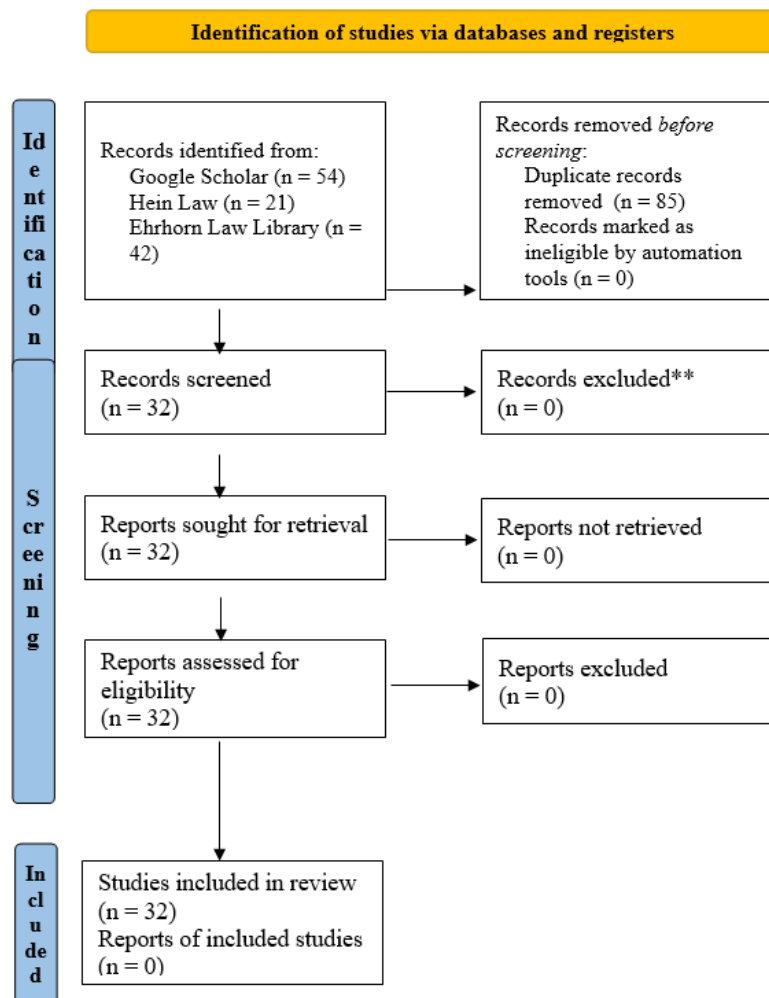 Identification of studies via databases and registers
Id
e
nt
ifi
ca
ti
o
n
Records identified from:
Google Scholar (n = 54)
Hein Law (n = 21)
Ehrhorn Law Library (n =
42)
Records removed before
screening:
Duplicate records
removed (n = 85)
Records marked as
ineligible by automation
tools (n = 0)
S
cr
ee
ni
n
g
Records screened
(n = 32)
Records excluded**
(n = 0)
Reports sought for retrieval
(n = 32)
Reports not retrieved
(n = 0)
Reports assessed for
eligibility
(n = 32)
Reports excluded
(n = 0)
In
cl
u
de
d
Studies included in review
(n = 32)
Reports of included studies
(n = 0)